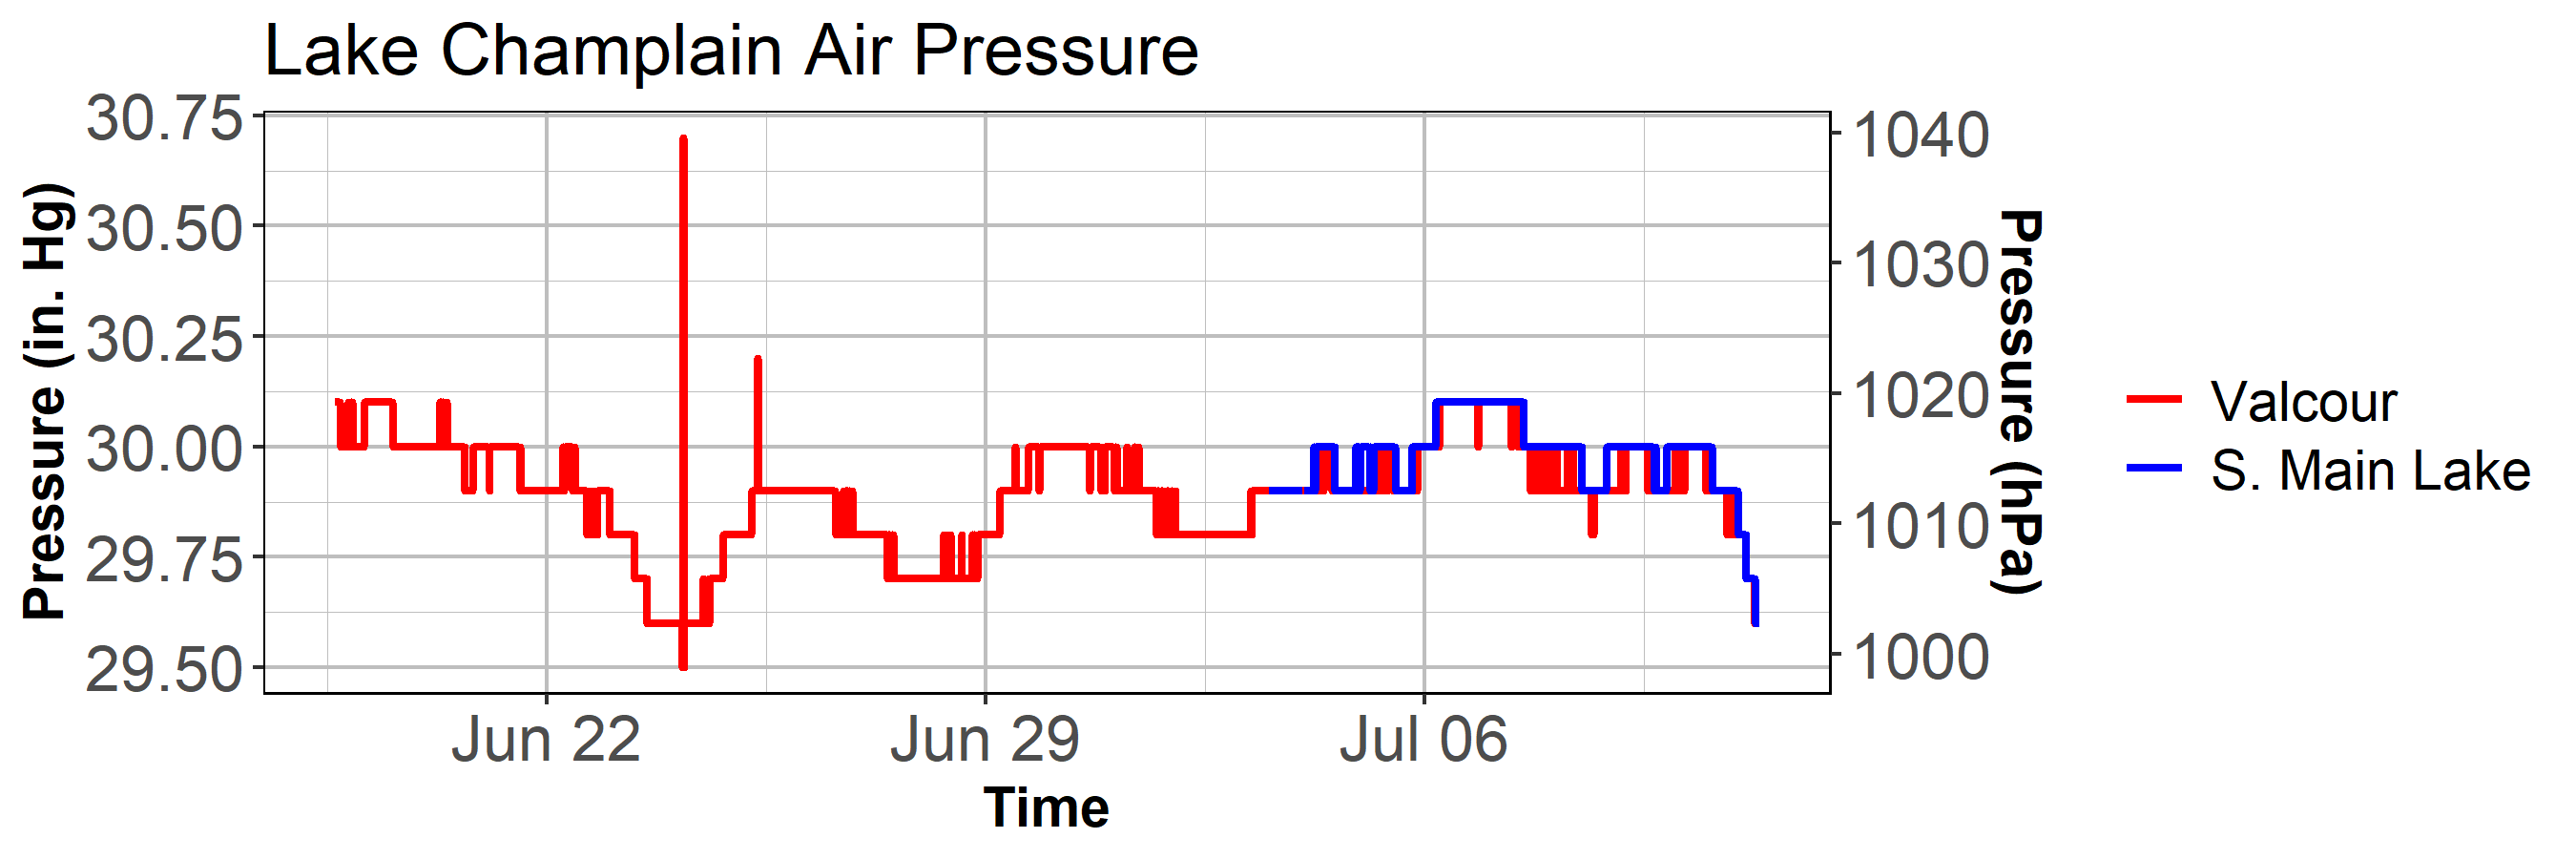 Lake Champlain Air Pressure
Pressure (in. Hg)
30.75
30.50
30.25
30.00
29.75
29.50
1040
1030
1020
1010
1000
Pressure (hPa)
Jun 22
Jun 29
Jul 06
Time
Valcour
S. Main Lake